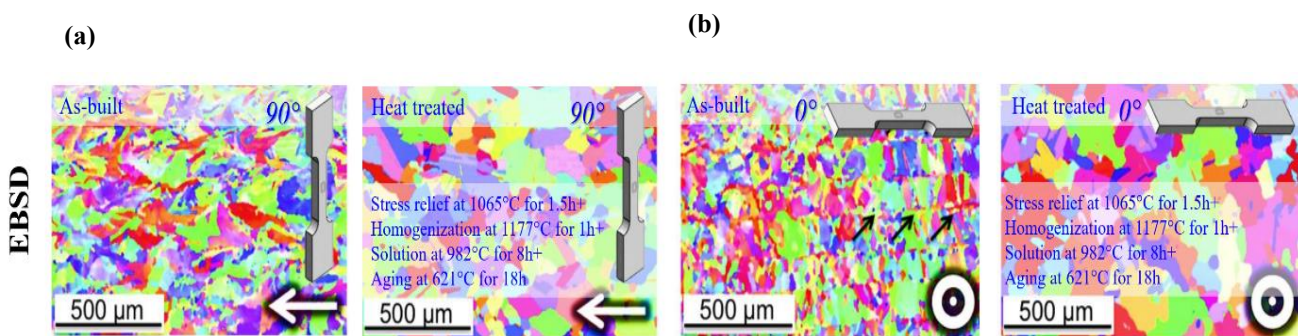 (a)
(b)
EBSD
As-built
90°
500 µm
Heat treated
90°
Stress relief at 1065°C for 1.5h+
Homogenization at 1177°C for 1h+
Solution at 982°C for 8h+
Aging at 621°C for 18h
500 µm
As-built
0°
500 µm
Heat treated
0°
Stress relief at 1065°C for 1.5h+
Homogenization at 1177°C for 1h+
Solution at 982°C for 8h+
Aging at 621°C for 18h
500 µm